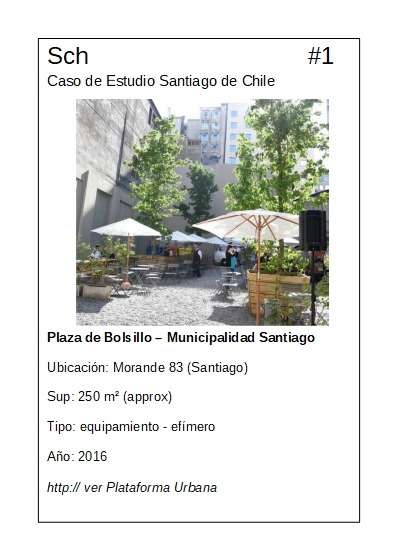 Sch #1
Caso de Estudio Santiago de Chile
Plaza de Bolsillo – Municipalidad Santiago
Ubicación: Morande 83 (Santiago)
Sup: 250 m² (approx)
Tipo: equipamiento - efímero
Año: 2016
http:// ver Plataforma Urbana